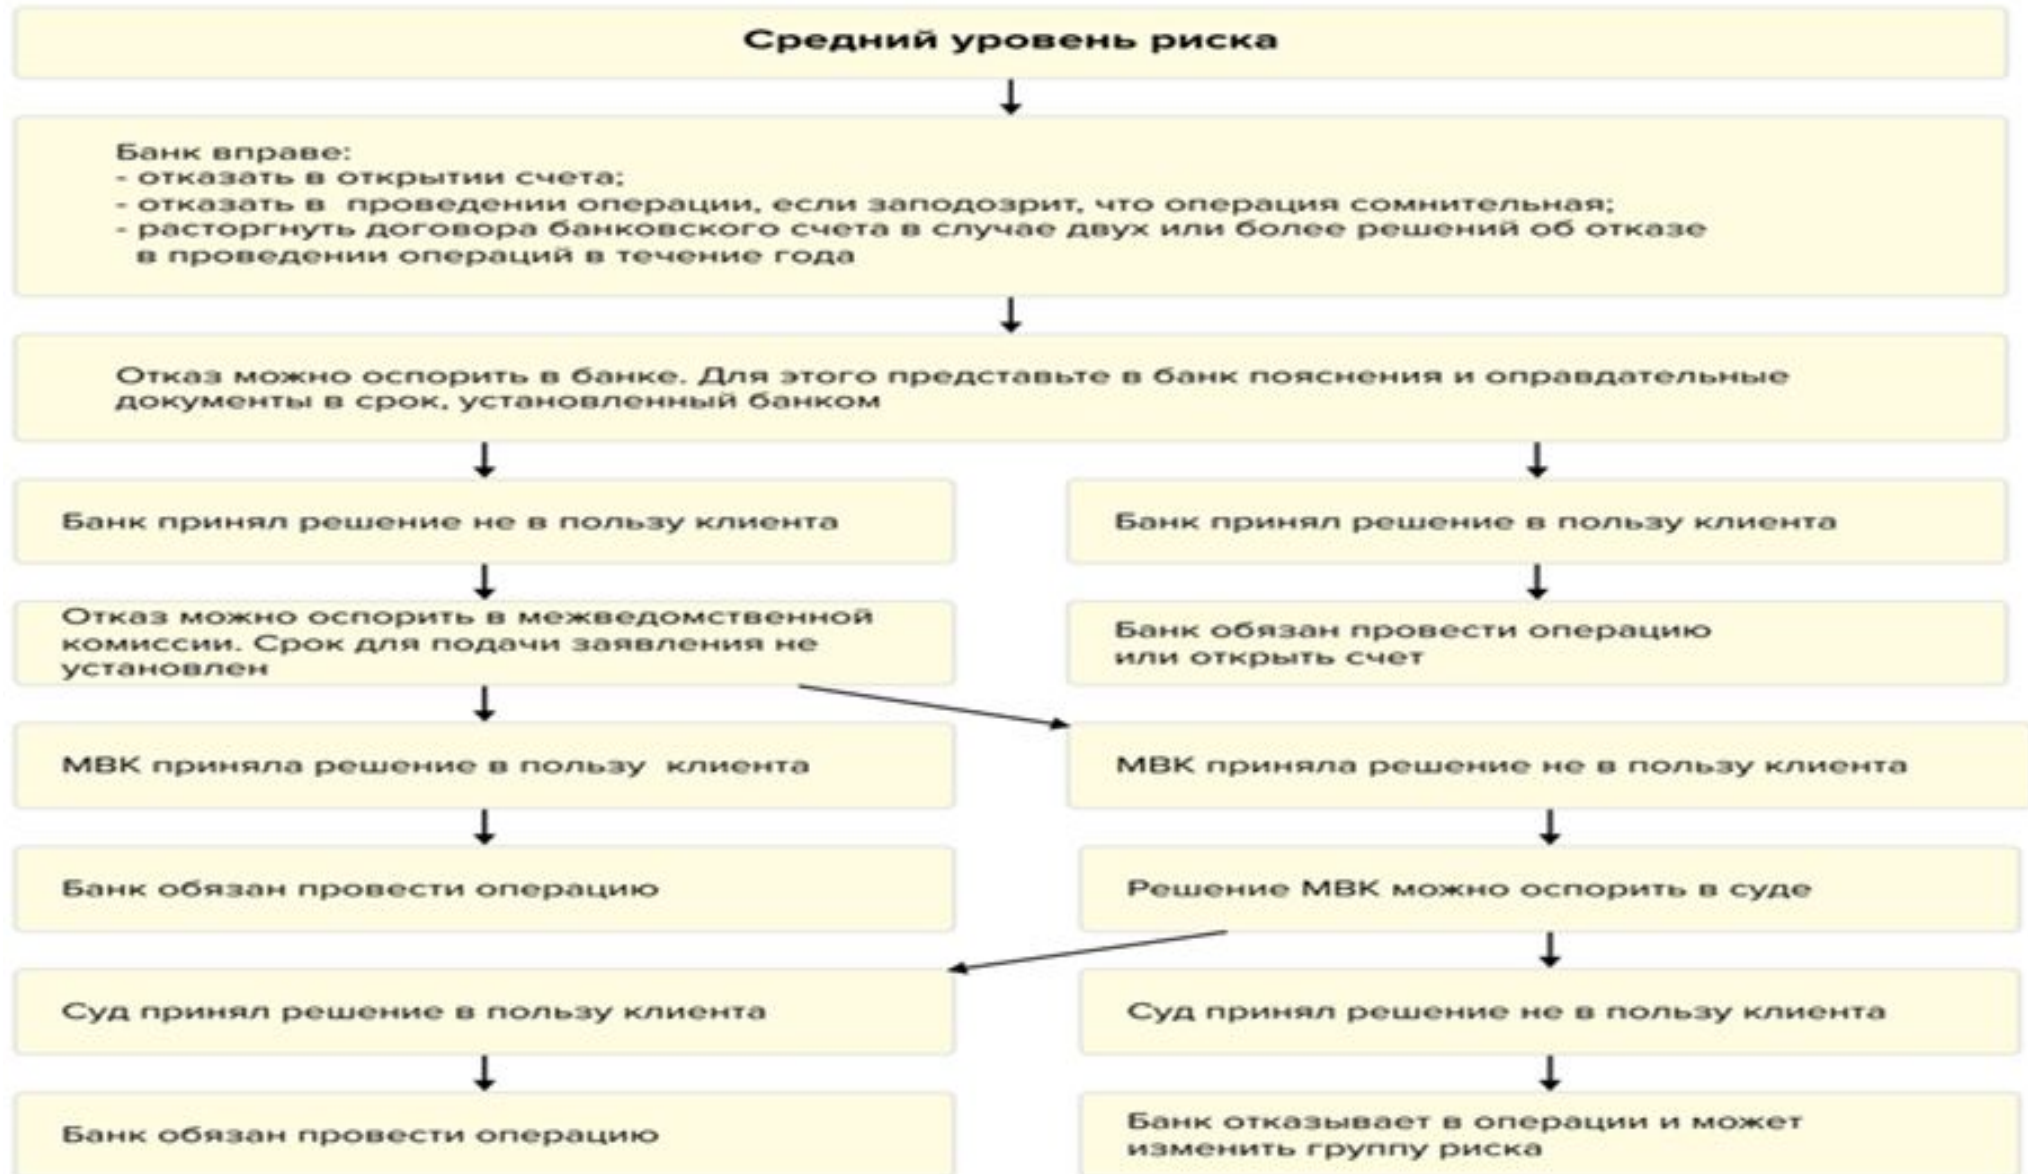 Средний уровень риска
Банк вправе:
- отказать в открытии счета;
- отказать в проведении операции, если заподозрит, что операция сомнительная;
- расторгнуть договора банковского счета в случае двух или более решений об отказе
в проведении операций в течение года
Отказ можно оспорить в банке. Для этого представьте в банк пояснения и оправдательные
документы в срок, установленный банком
Банк принял решение не в пользу клиента
Банк принял решение в пользу клиента
Отказ можно оспорить в межведомственной
комиссии. Срок для подачи заявления не
установлен
Банк обязан провести операцию
или открыть счет
МВК приняла решение в пользу клиента
МВК приняла решение не в пользу клиента
Банк обязан провести операцию
Решение МВК можно оспорить в суде
Суд принял решение в пользу клиента
Суд принял решение не в пользу клиента
Банк обязан провести операцию
Банк отказывает в операции и может
изменить группу риска